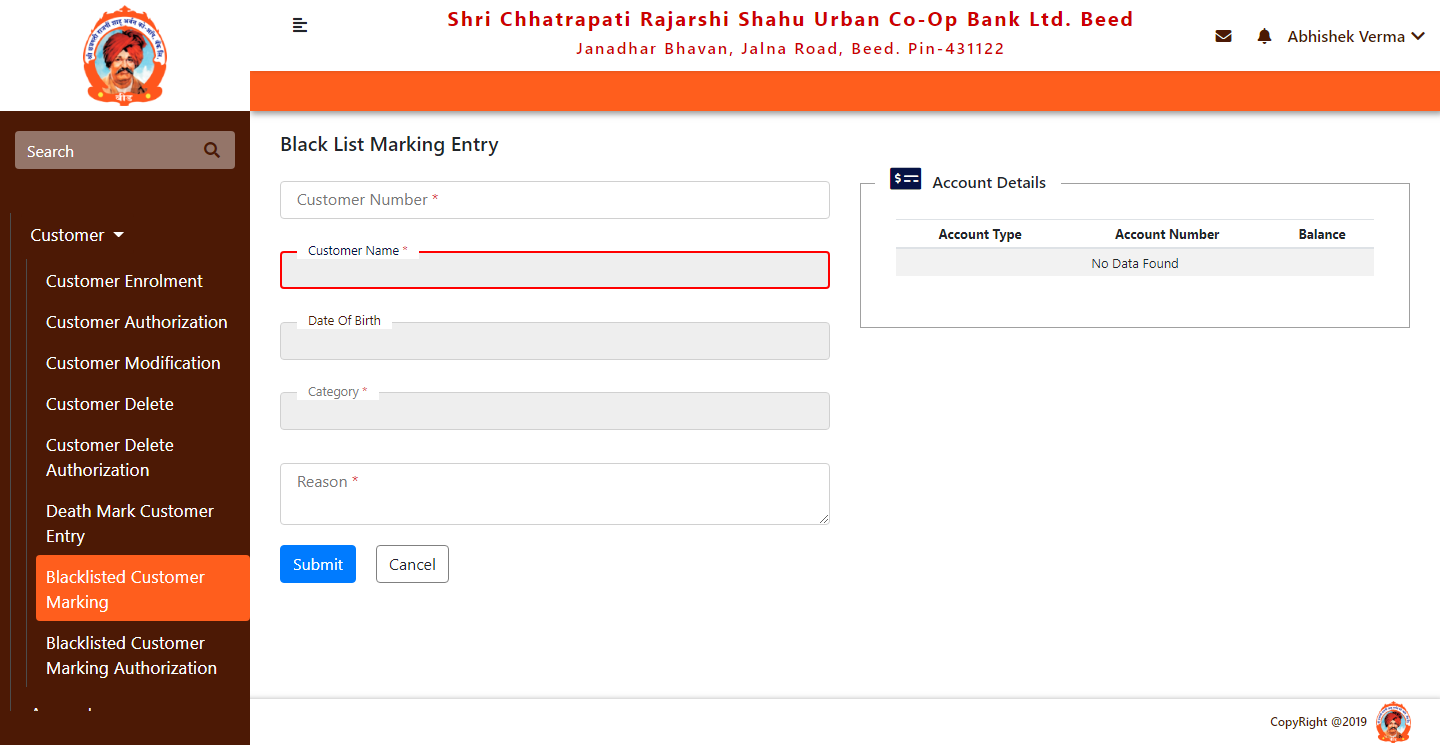 बीड
Shri Chhatrapati Rajarshi Shahu Urban Co-Op Bank Ltd. Beed
Janadhar Bhavan, Jalna Road, Beed. Pin-431122
Abhishek Verma
Search
Customer
Customer Enrolment
Customer Authorization
Customer Modification
Customer Delete
Customer Delete
Authorization
Death Mark Customer
Entry
Blacklisted Customer
Marking
Blacklisted Customer
Marking Authorization
Black List Marking Entry
Customer Number *
Customer Name *
Date Of Birth
Category *
Reason *
Submit Cancel
Account Details
Account Type Account Number Balance
No Data Found
CopyRight @2019